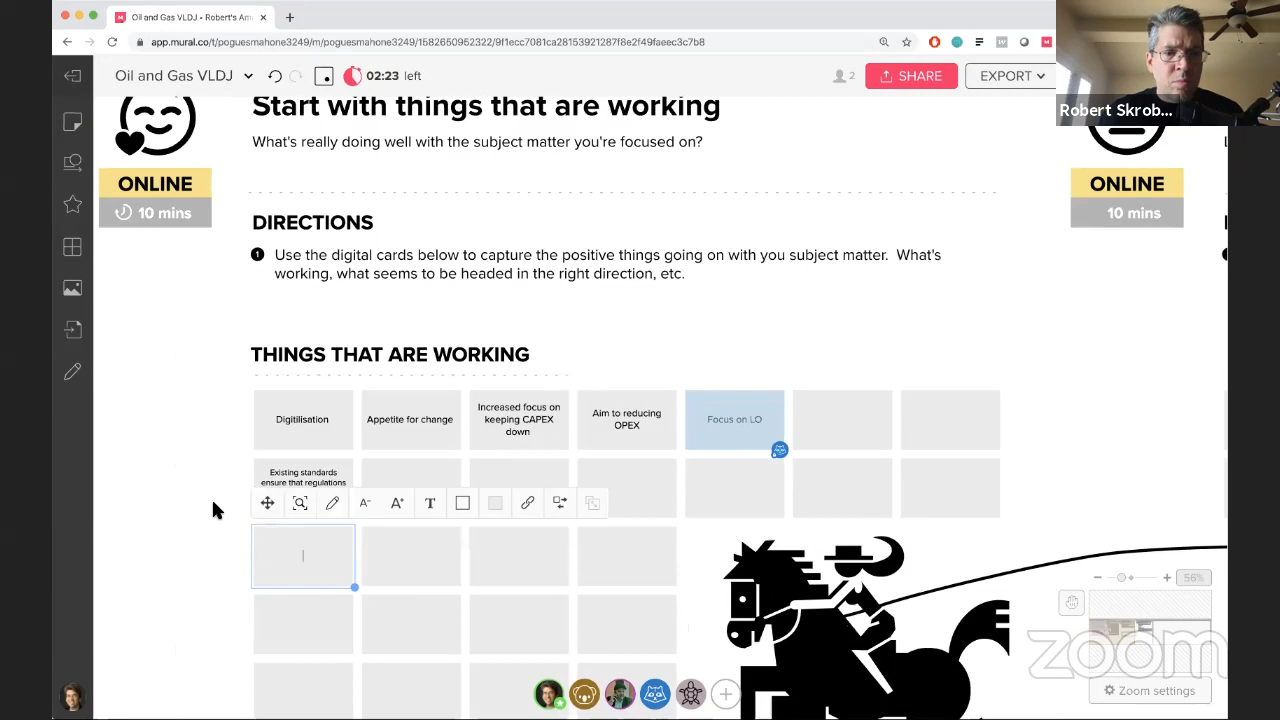 Oil and Gas VLDJ • Robert's Am
app.mural.co/t/poguesmahone3249/m/poguesmahone3249/1582650952322/9f1ecc7081ca28153921287f8e2f49faeec3c7b8
Oil and Gas VLDJ
02:23 left
2
SHARE
EXPORT
Robert Skrob...
Start with things that are working
What's really doing well with the subject matter you're focused on?
ONLINE
10 mins
ONLINE
10 mins
DIRECTIONS
1 Use the digital cards below to capture the positive things going on with you subject matter. What's
working, what seems to be headed in the right direction, etc.
THINGS THAT ARE WORKING
Digitilisation
Appetite for change
Increased focus on
keeping CAPEX
down
Aim to reducing
OPEX
Focus on LO
Existing standards
ensure that regulations
56%
zoom
Zoom settings